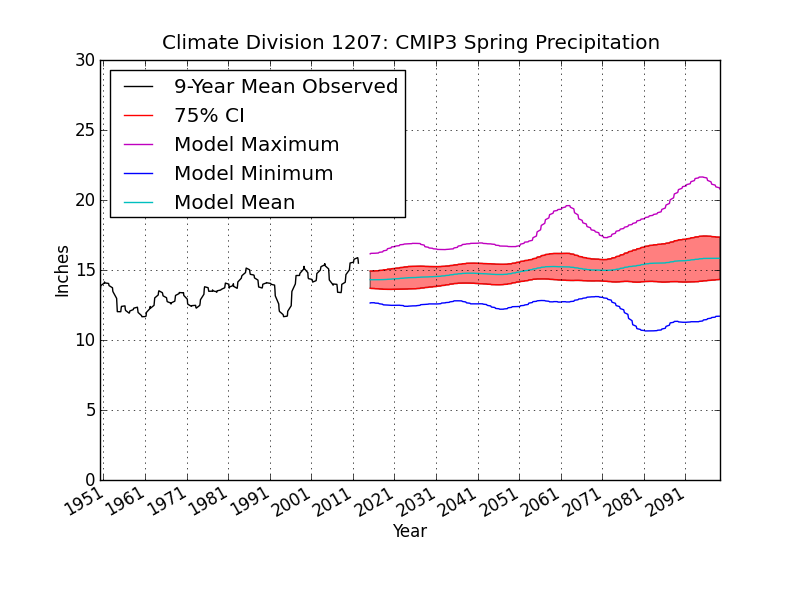 Climate Division 1207: CMIP3 Spring Precipitation
30
25
20
15
10
5
0
Inches
9-Year Mean Observed
75% CI
Model Maximum
Model Minimum
Model Mean
1951 1961 1971 1981 1991 2001 2011 2021 2031 2041 2051 2061 2071 2081 2091
Year